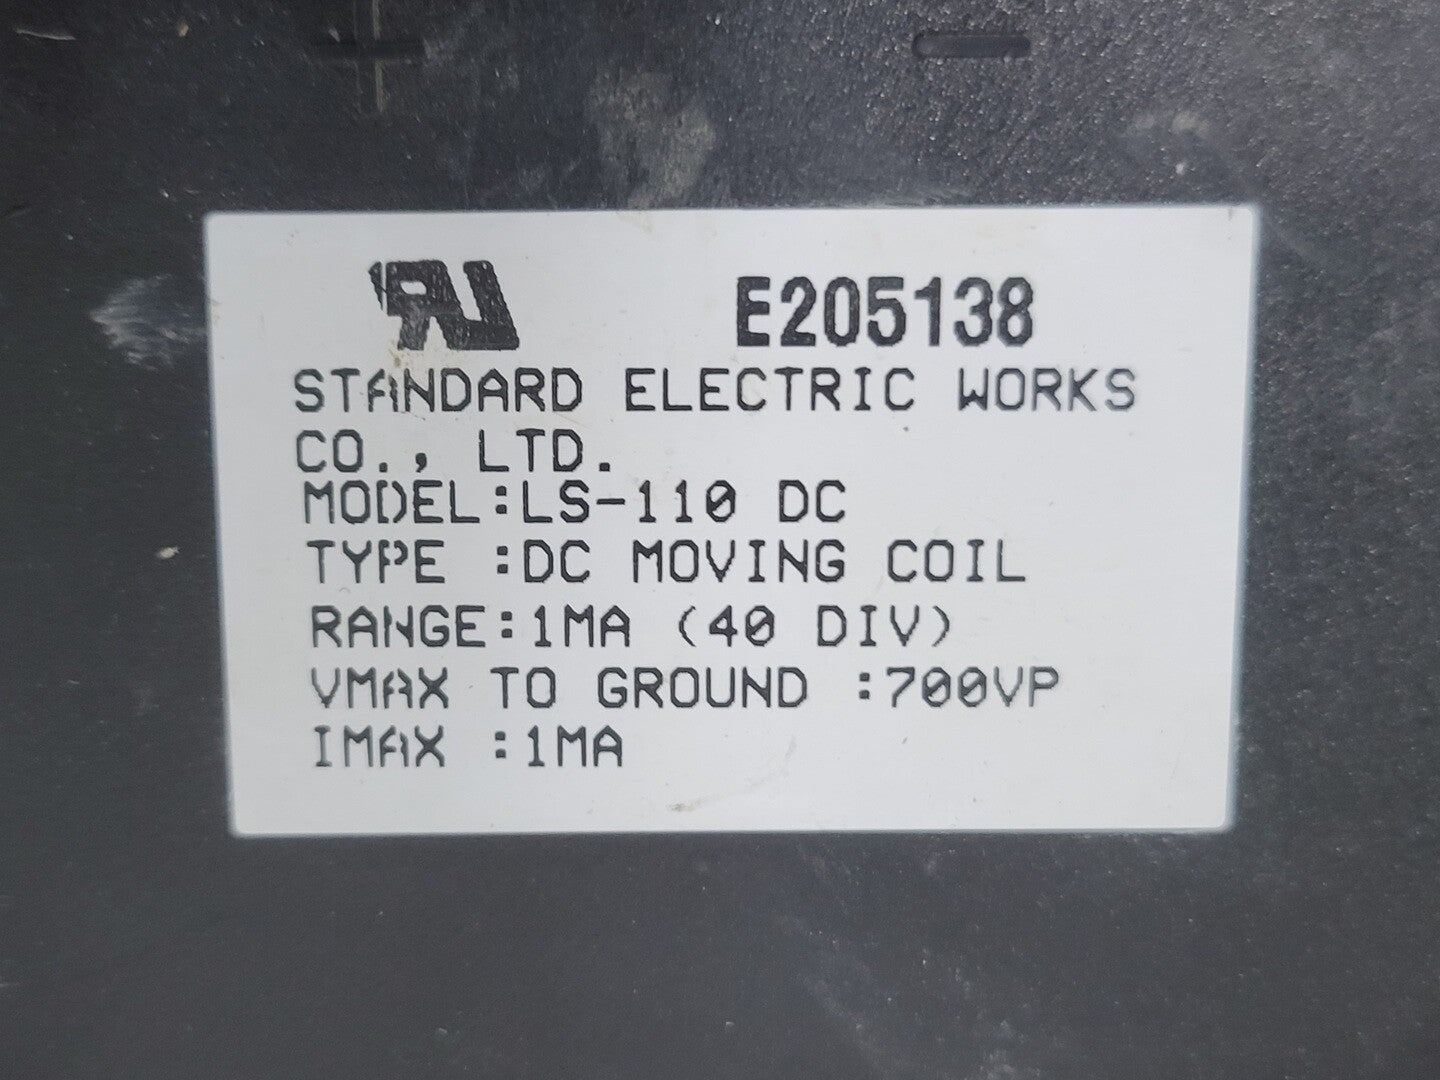 E205138
STANDARD ELECTRIC WORKS
CO., LTD.
MODEL:LS-110 DC
TYPE :DC MOVING COIL
RANGE:1MA (40 DIV)
VMAX TO GROUND :700VP
IMAX :1MA